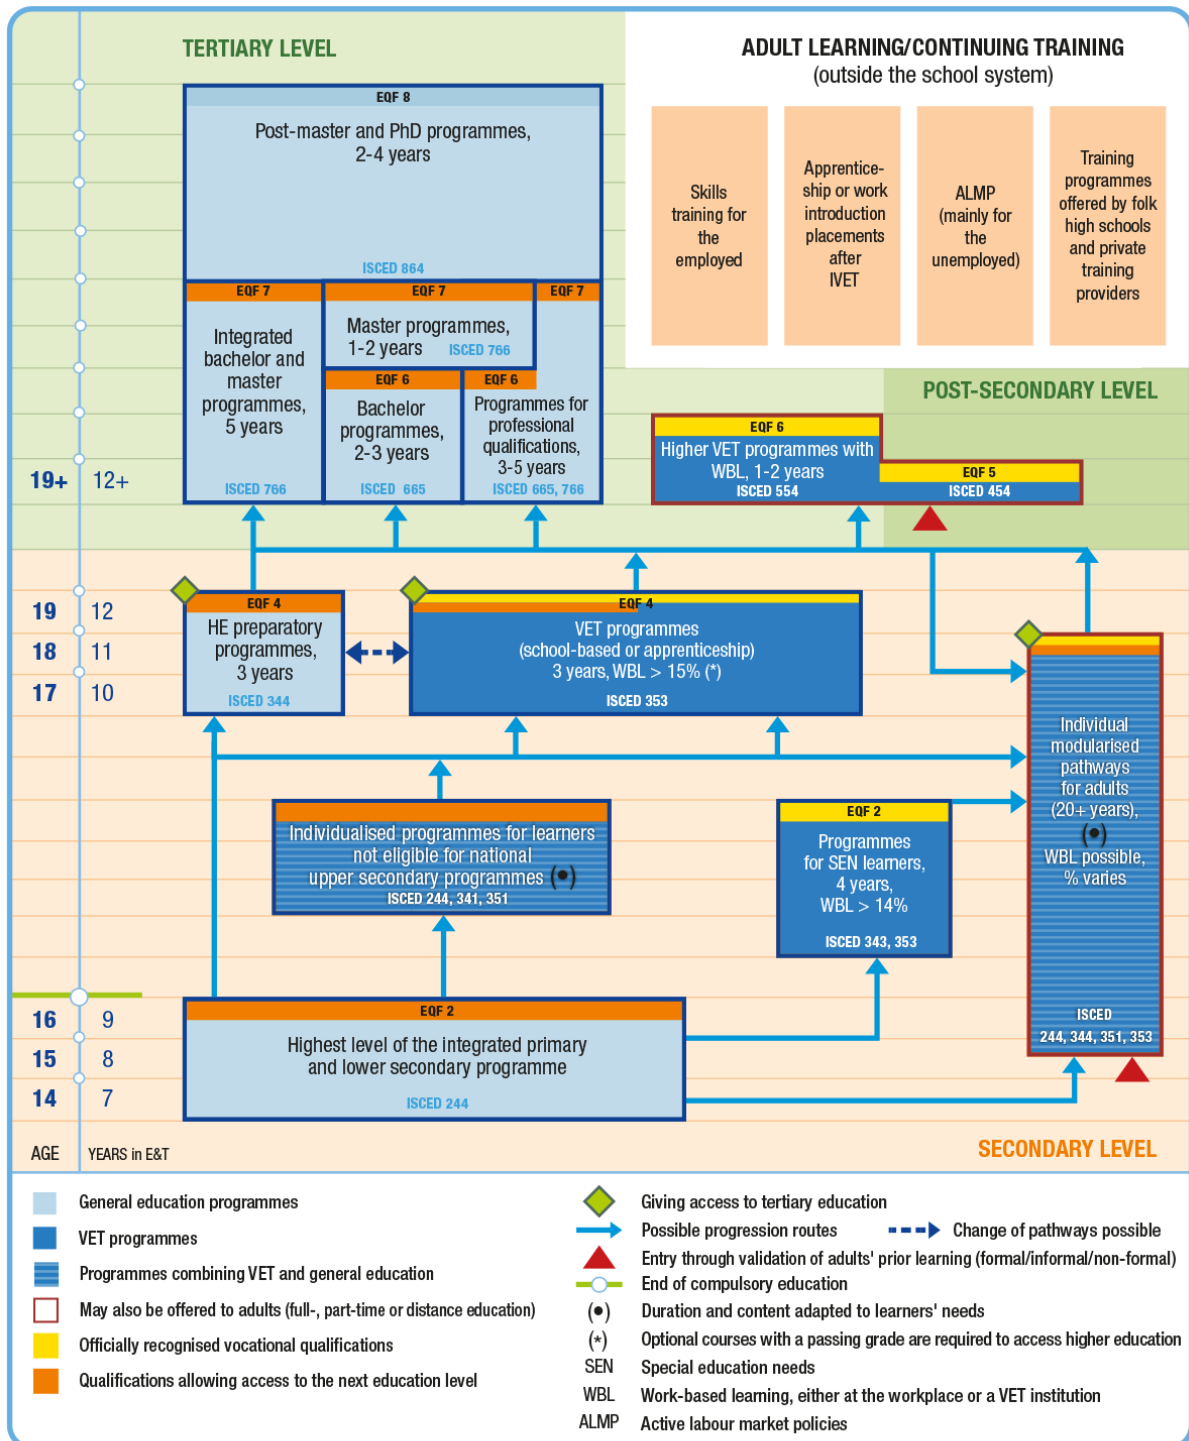 TERTIARY LEVEL
ADULT LEARNING/CONTINUING TRAINING
(outside the school system)
EQF 8
Post-master and PhD programmes,
2-4 years
ISCED 864
Skills
training for
the
employed
Apprentice-
ship or work
introduction
placements
after
IVET
ALMP
(mainly for
the
unemployed)
Training
programmes
offered by folk
high schools
and private
training
providers
EQF 7
Integrated
bachelor and
master
programmes,
5 years
ISCED 766
EQF 7
Master programmes,
1-2 years ISCED 766
EQF 7
EQF 6
Bachelor
programmes,
2-3 years
ISCED 665
EQF 6
Programmes for
professional
qualifications,
3-5 years
ISCED 665, 766
POST-SECONDARY LEVEL
EQF 6
Higher VET programmes with
WBL, 1-2 years
ISCED 554
EQF 5
ISCED 454
19+ 12+
19 12
18 11
17 10
EQF 4
HE preparatory
programmes,
3 years
ISCED 344
EQF 4
VET programmes
(school-based or apprenticeship)
3 years, WBL > 15% (*)
ISCED 353
Individual
modularised
pathways
for adults
(20+ years),
(•)
WBL possible,
% varies
ISCED
244, 344, 351, 353
Individualised programmes for learners
not eligible for national
upper secondary programmes (•)
ISCED 244, 341, 351
EQF 2
Programmes
for SEN learners,
4 years,
WBL > 14%
ISCED 343, 353
16 9
15 8
14 7
EQF 2
Highest level of the integrated primary
and lower secondary programme
ISCED 244
AGE YEARS in E&T
SECONDARY LEVEL
General education programmes
VET programmes
Programmes combining VET and general education
May also be offered to adults (full-, part-time or distance education)
Officially recognised vocational qualifications
Qualifications allowing access to the next education level
Giving access to tertiary education
Possible progression routes
Change of pathways possible
Entry through validation of adults' prior learning (formal/informal/non-formal)
End of compulsory education
(•) Duration and content adapted to learners' needs
(*) Optional courses with a passing grade are required to access higher education
SEN Special education needs
WBL Work-based learning, either at the workplace or a VET institution
ALMP Active labour market policies